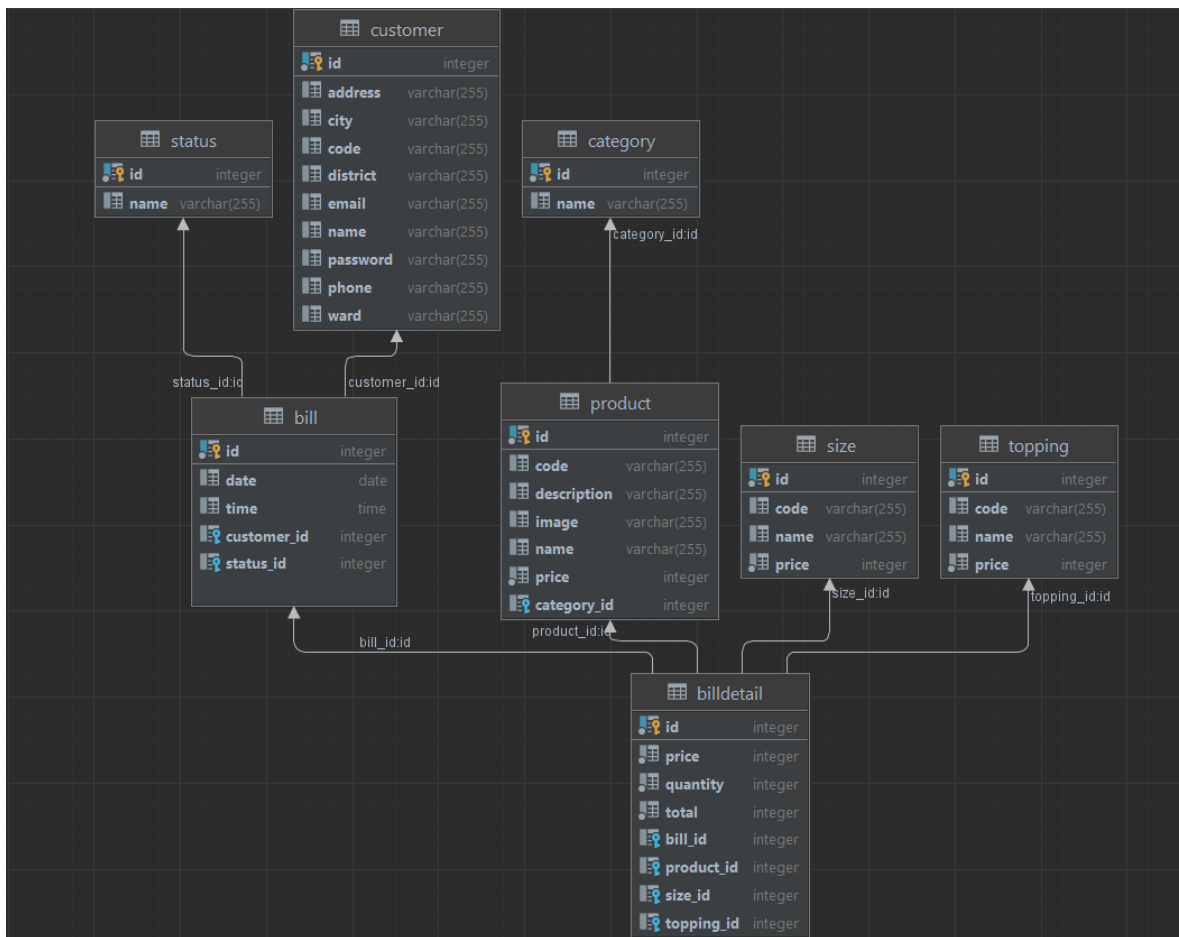 customer
id integer
address varchar(255)
city varchar(255)
code varchar(255)
district varchar(255)
email varchar(255)
name varchar(255)
password varchar(255)
phone varchar(255)
ward varchar(255)
status
id integer
name varchar(255)
category
id integer
name varchar(255)
category_id:id
status_id:id
customer_id:id
bill
id integer
date date
time time
customer_id integer
status_id integer
product
id integer
code varchar(255)
description varchar(255)
image varchar(255)
name varchar(255)
price integer
category_id integer
size
id integer
code varchar(255)
name varchar(255)
price integer
topping
id integer
code varchar(255)
name varchar(255)
price integer
size_id:id
topping_id:id
product_id:id
bill_id:id
billdetail
id integer
price integer
quantity integer
total integer
bill_id integer
product_id integer
size_id integer
topping_id integer